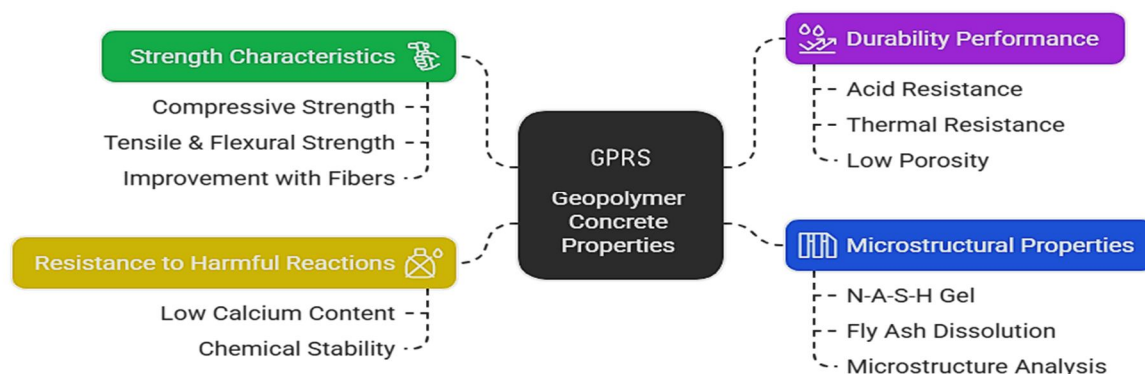 Strength Characteristics
Compressive Strength
Tensile & Flexural Strength
Improvement with Fibers
Resistance to Harmful Reactions
Low Calcium Content
Chemical Stability
GPRS
Geopolymer
Concrete
Properties
Durability Performance
Acid Resistance
Thermal Resistance
Low Porosity
Microstructural Properties
N-A-S-H Gel
Fly Ash Dissolution
Microstructure Analysis